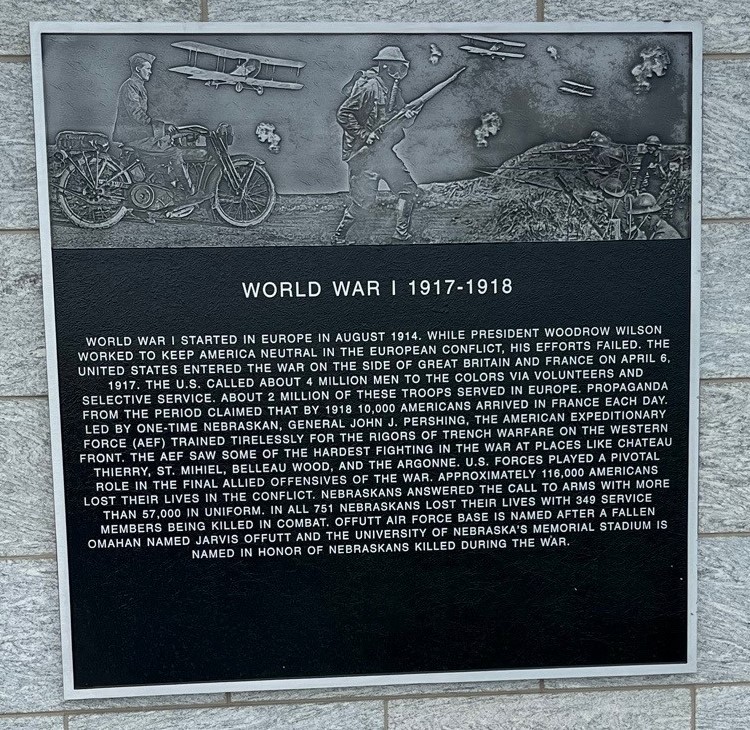 WORLD WAR I 1917-1918
WORLD WAR I STARTED IN EUROPE IN AUGUST 1914. WHILE PRESIDENT WOODROW WILSON
WORKED TO KEEP AMERICA NEUTRAL IN THE EUROPEAN CONFLICT, HIS EFFORTS FAILED. THE
UNITED STATES ENTERED THE WAR ON THE SIDE OF GREAT BRITAIN AND FRANCE ON APRIL 6,
1917. THE U.S. CALLED ABOUT 4 MILLION MEN TO THE COLORS VIA VOLUNTEERS AND
SELECTIVE SERVICE. ABOUT 2 MILLION OF THESE TROOPS SERVED IN EUROPE. PROPAGANDA
FROM THE PERIOD CLAIMED THAT BY 1918 10,000 AMERICANS ARRIVED IN FRANCE EACH DAY.
LED BY ONE-TIME NEBRASKAN, GENERAL JOHN J. PERSHING, THE AMERICAN EXPEDITIONARY
FORCE (AEF) TRAINED TIRELESSLY FOR THE RIGORS OF TRENCH WARFARE ON THE WESTERN
FRONT. THE AEF SAW SOME OF THE HARDEST FIGHTING IN THE WAR AT PLACES LIKE CHATEAU
THIERRY, ST. MIHIEL, BELLEAU WOOD, AND THE ARGONNE. U.S. FORCES PLAYED A PIVOTAL
ROLE IN THE FINAL ALLIED OFFENSIVES OF THE WAR. APPROXIMATELY 116,000 AMERICANS
LOST THEIR LIVES IN THE CONFLICT. NEBRASKANS ANSWERED THE CALL TO ARMS WITH MORE
THAN 57,000 IN UNIFORM. IN ALL 751 NEBRASKANS LOST THEIR LIVES WITH 349 SERVICE
MEMBERS BEING KILLED IN COMBAT. OFFUTT AIR FORCE BASE IS NAMED AFTER A FALLEN
OMAHAN NAMED JARVIS OFFUTT AND THE UNIVERSITY OF NEBRASKA'S MEMORIAL STADIUM IS
NAMED IN HONOR OF NEBRASKANS KILLED DURING THE WAR.